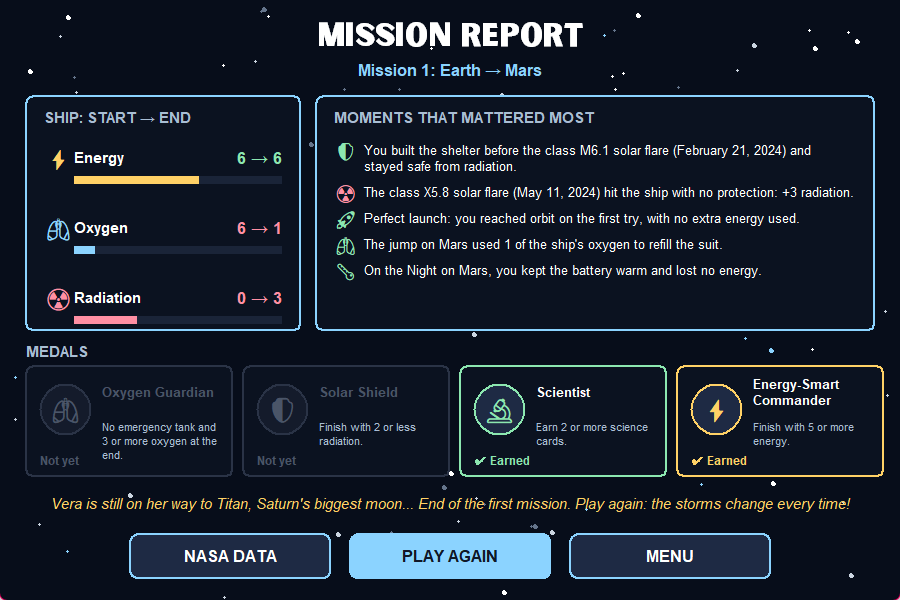 MISSION REPORT
Mission 1: Earth → Mars
SHIP: START → END
Energy 6 → 6
Oxygen 6 → 1
Radiation 0 → 3
MOMENTS THAT MATTERED MOST
You built the shelter before the class M6.1 solar flare (February 21, 2024) and
stayed safe from radiation.
The class X5.8 solar flare (May 11, 2024) hit the ship with no protection: +3 radiation.
Perfect launch: you reached orbit on the first try, with no extra energy used.
The jump on Mars used 1 of the ship's oxygen to refill the suit.
On the Night on Mars, you kept the battery warm and lost no energy.
MEDALS
Oxygen Guardian
No emergency tank and
3 or more oxygen at the
end.
Not yet
Solar Shield
Finish with 2 or less
radiation.
Not yet
Scientist
Earn 2 or more science
cards.
✔ Earned
Energy-Smart
Commander
Finish with 5 or more
energy.
✔ Earned
Vera is still on her way to Titan, Saturn's biggest moon... End of the first mission. Play again: the storms change every time!
NASA DATA
PLAY AGAIN
MENU